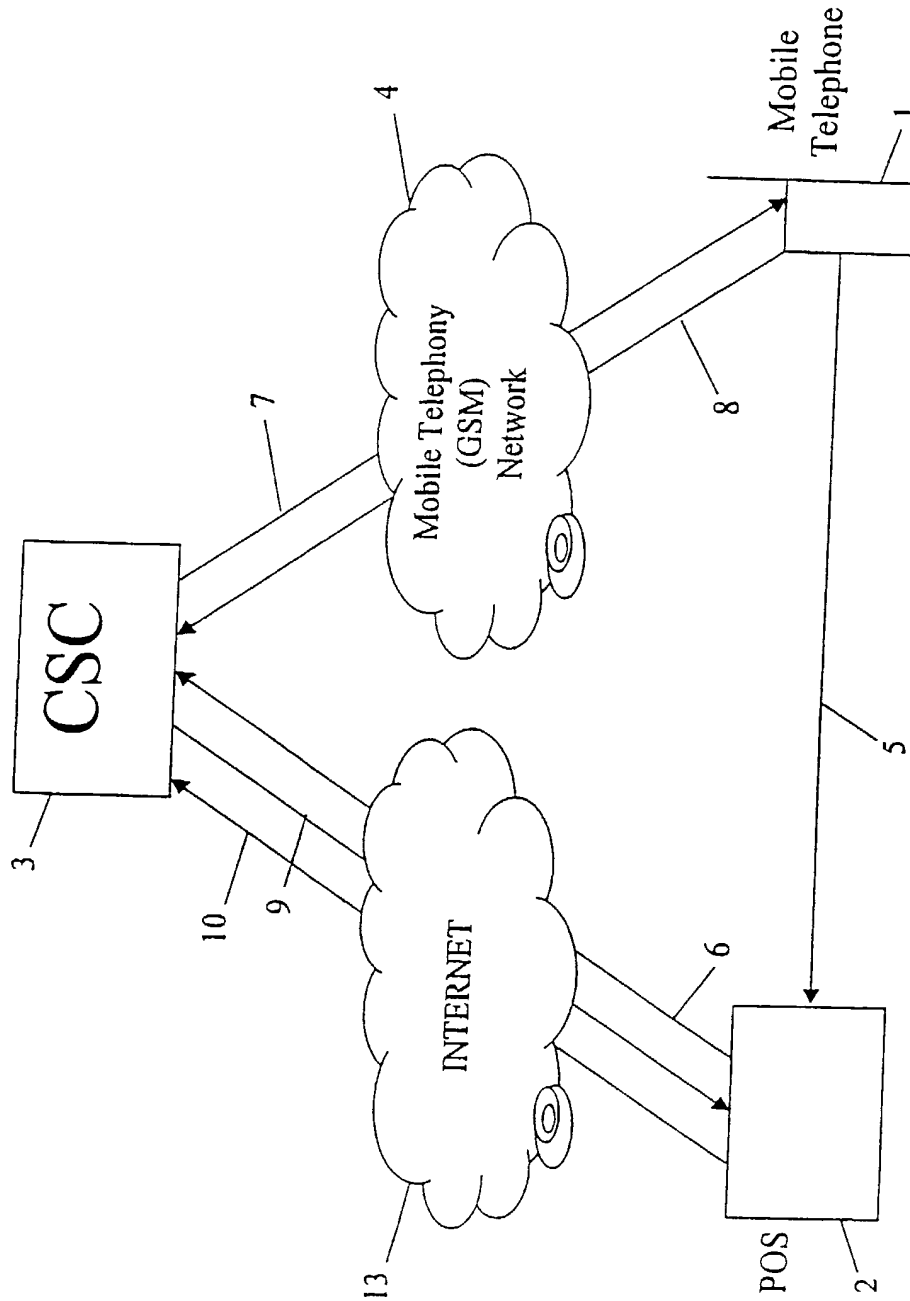 3
CSC
10
9
7
4
13
INTERNET
Mobile Telephony
(GSM)
Network
6
8
Mobile
Telephone
POS
2
5
1